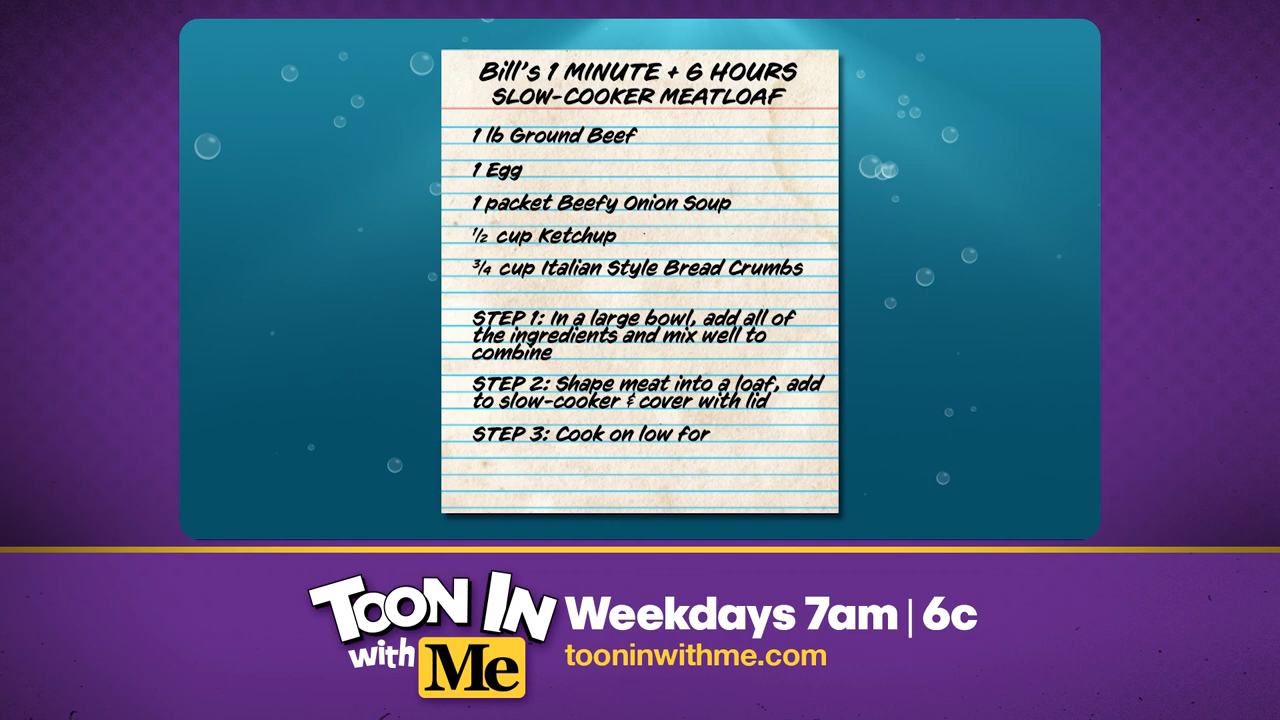 Bill's 1 MINUTE + 6 HOURS
SLOW-COOKER MEATLOAF
1 lb Ground Beef
1 Egg
1 packet Beefy Onion Soup
1/2 cup Ketchup
3/4 cup Italian Style Bread Crumbs
STEP 1: In a large bowl, add all of
the ingredients and mix well to
combine
STEP 2: Shape meat into a loaf, add
to slow-cooker & cover with lid
STEP 3: Cook on low for
TOON IN
with Me
Weekdays 7am | 6c
tooninwithme.com